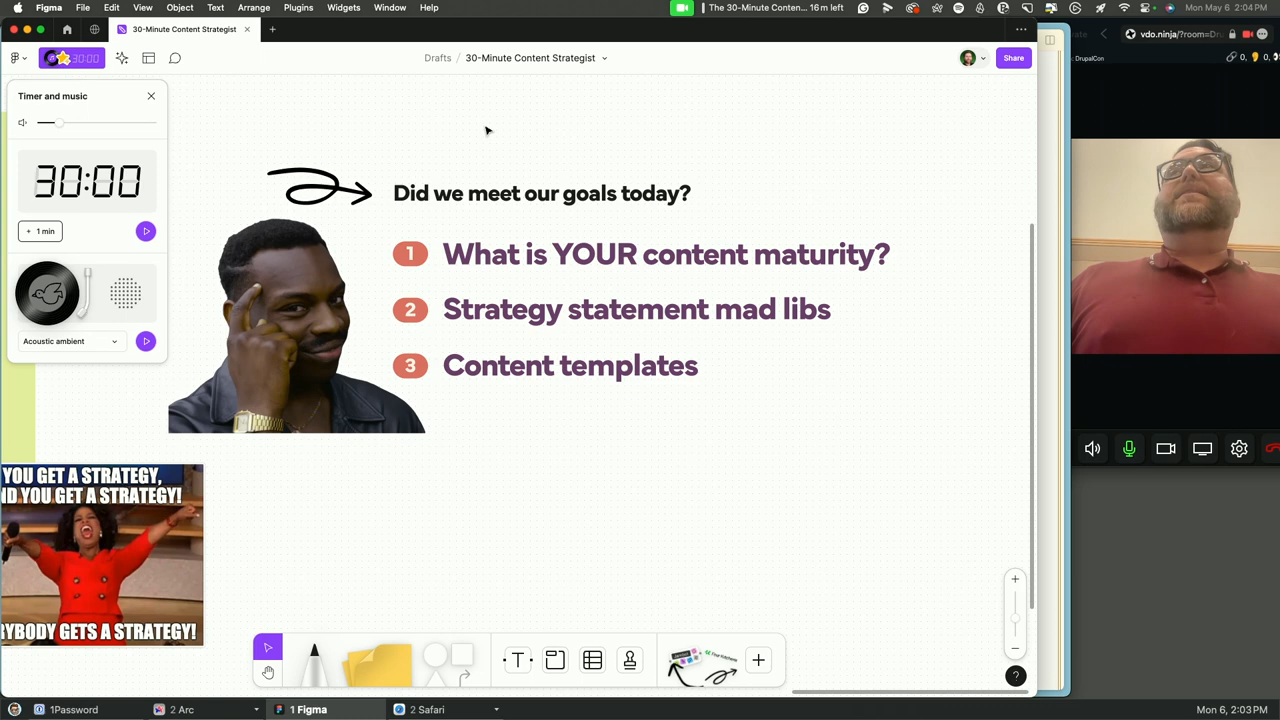 FigJam File Edit View Text Arrange Plugins Widgets Window Help
The 30-Minute Conten... 16m left
Mon May 6 2:04 PM
30-Minute Content Strategist
vdo.ninja/?room=Dru
30:00
Drafts / 30-Minute Content Strategist
Share
DrupalCon
Timer and music
30:00
+ 1 min
Acoustic ambient
Did we meet our goals today?
1 What is YOUR content maturity?
2 Strategy statement mad libs
3 Content templates
YOU GET A STRATEGY,
ND YOU GET A STRATEGY!
RYBODY GETS A STRATEGY!
T
?
1Password
2 Arc
1 Figma
2 Safari
Mon 6, 2:03 PM